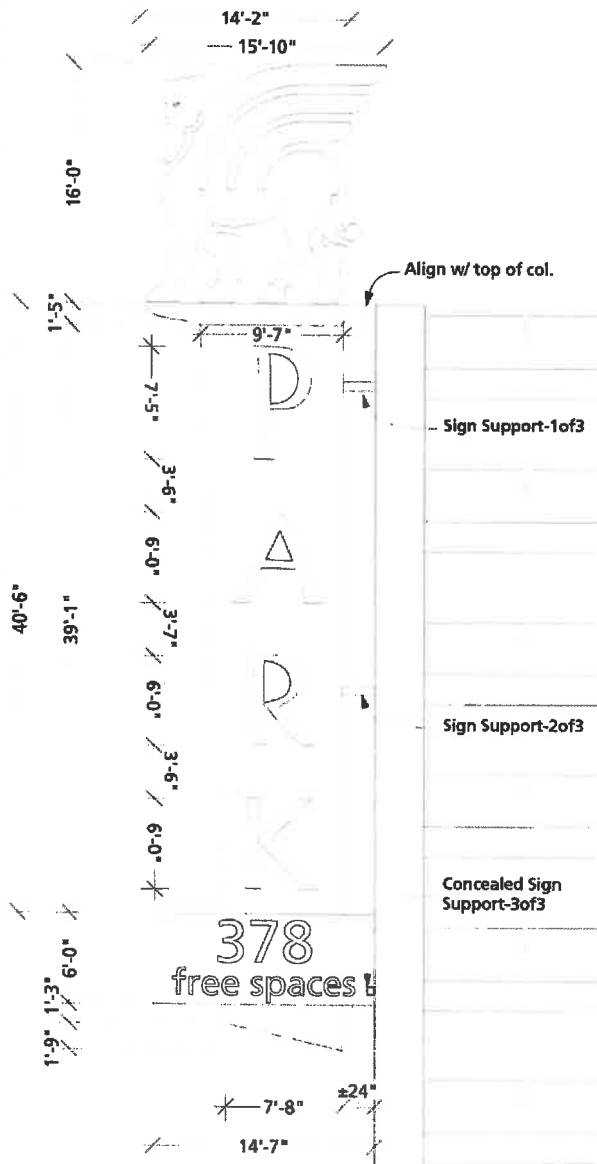 14'-2"
15'-10"
16'-0"
Align w/ top of col.
1'-5"
9'-7"
P
7'-5"
Sign Support-1of3
3'-6"
A
6'-0"
40'-6"
39'-1"
3'-7"
R
6'-0"
Sign Support-2of3
3'-6"
K
6'-0"
Concealed Sign
Support-3of3
378
free spaces
6'-0"
1'-3"
1'-9"
±24"
7'-8"
14'-7"